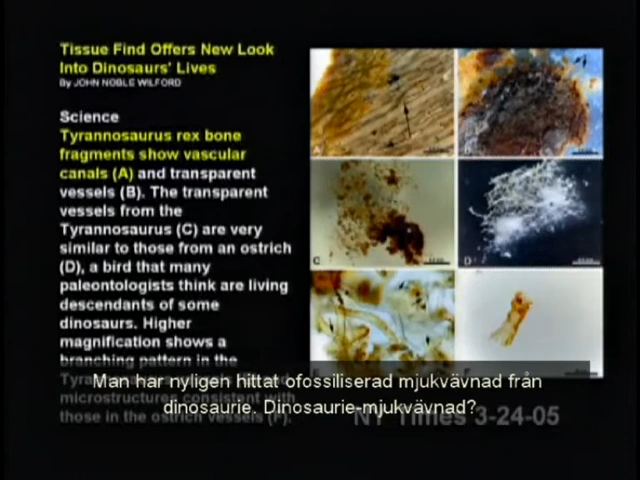 Tissue Find Offers New Look
Into Dinosaurs' Lives
By JOHN NOBLE WILFORD
Science
Tyrannosaurus rex bone
fragments show vascular
canals (A) and transparent
vessels (B). The transparent
vessels from the
Tyrannosaurus (C) are very
similar to those from an ostrich
(D), a bird that many
paleontologists think are living
descendants of some
dinosaurs. Higher
magnification shows a
branching pattern in the
microstructures consistent with
those in the ostrich vessels (F).
C
D
Man har nyligen hittat ofossiliserad mjukvävnad från
dinosaurie. Dinosaurie-mjukvävnad?
NY Times 3-24-05